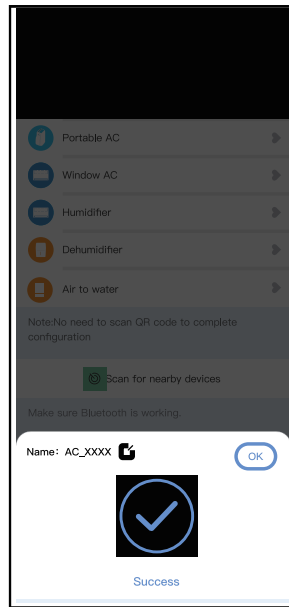 Portable AC
Window AC
Humidifier
Dehumidifier
Air to water
Note:No need to scan QR code to complete
configuration
Scan for nearby devices
Make sure Bluetooth is working.
Name: AC_XXXX
OK
Success